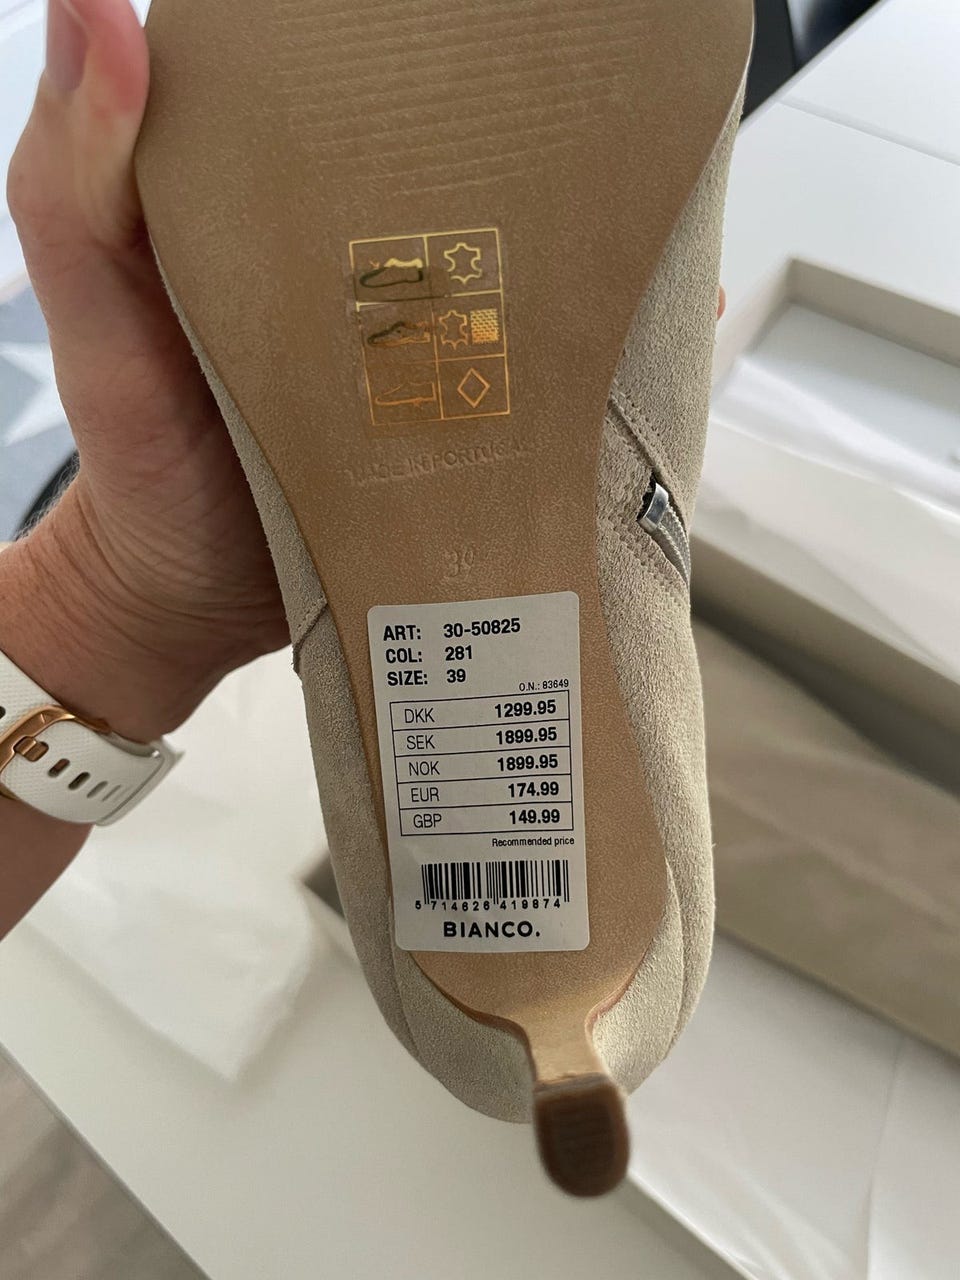 MADE IN PORTUGAL
39
ART: 30-50825
COL: 281
SIZE: 39
O.N.: 83649
DKK 1299.95
SEK 1899.95
NOK 1899.95
EUR 174.99
GBP 149.99
Recommended price
5 714626 419874
BIANCO.